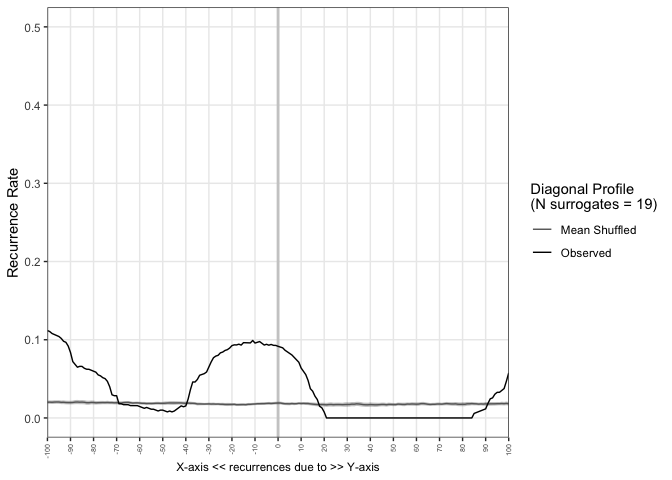 0.5
0.4
0.3
0.2
0.1
0.0
Recurrence Rate
-100 -90 -80 -70 -60 -50 -40 -30 -20 -10 0 10 20 30 40 50 60 70 80 90 100
X-axis << recurrences due to >> Y-axis
Diagonal Profile
(N surrogates = 19)
Mean Shuffled
Observed